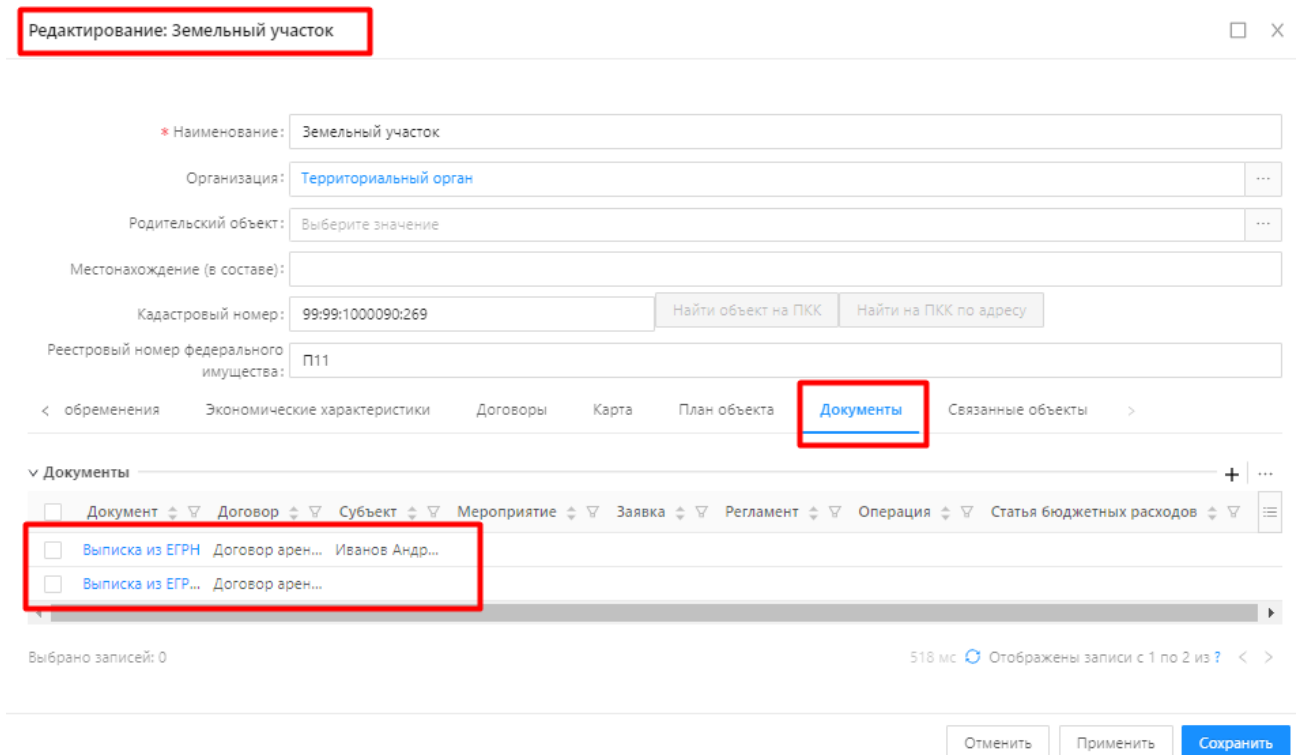 Редактирование: Земельный участок
* Наименование: Земельный участок
Организация: Территориальный орган ...
Родительский объект: Выберите значение ...
Местонахождение (в составе):
Кадастровый номер: 99:99:1000090:269 Найти объект на ПКК Найти на ПКК по адресу
Реестровый номер федерального
имущества: П11
< обременения Экономические характеристики Договоры Карта План объекта Документы Связанные объекты >
Документы + ...
Документ Договор Субъект Мероприятие Заявка Регламент Операция Статья бюджетных расходов
Выписка из ЕГРН Договор арен... Иванов Андр...
Выписка из ЕГР... Договор арен...
Выбрано записей: 0 518 мс Отображены записи с 1 по 2 из ? < >
Отменить Применить Сохранить